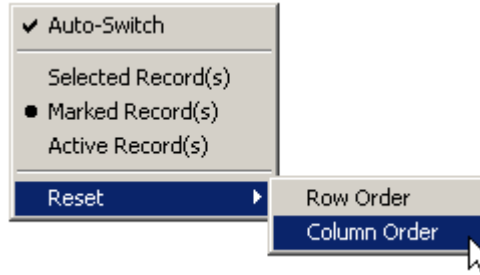 Auto-Switch
Selected Record(s)
Marked Record(s)
Active Record(s)
Reset
Row Order
Column Order